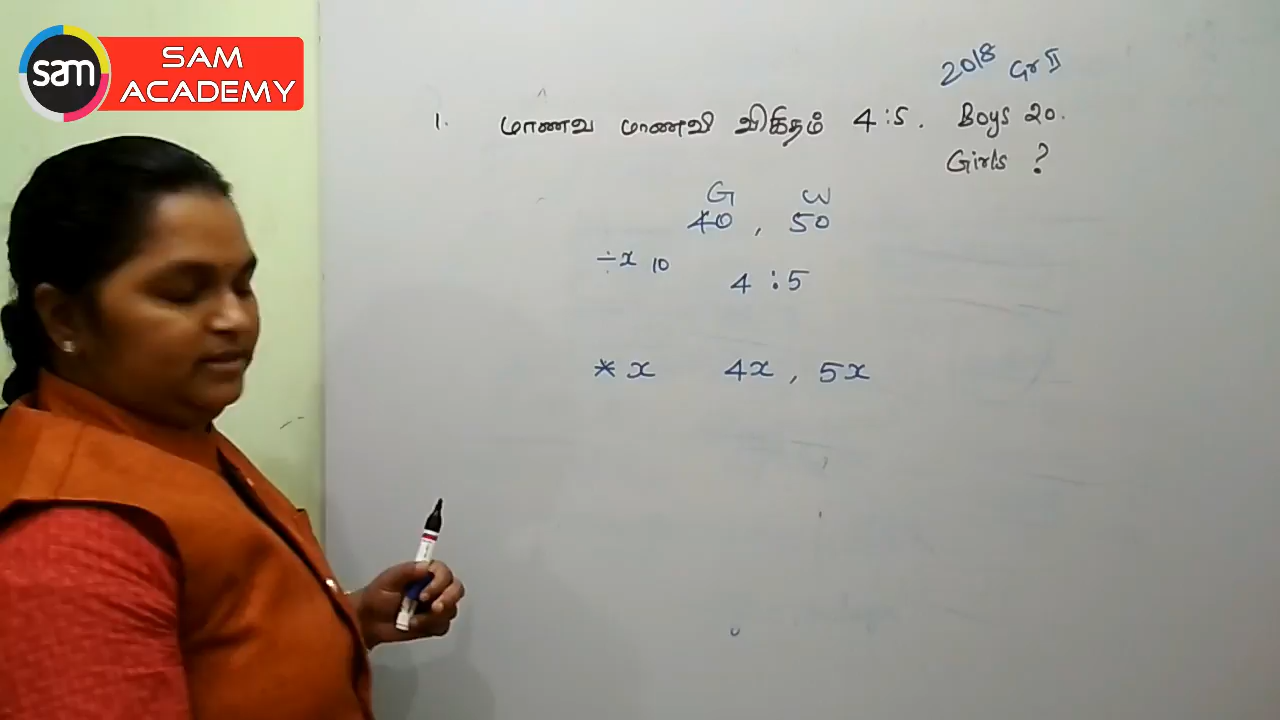 sam
SAM
ACADEMY
2018 Gr II
1. மாணவ மாணவி விகிதம் 4:5. Boys 20.
Girls ?
G W
40, 50
÷x 10
4:5
* x 4x, 5x